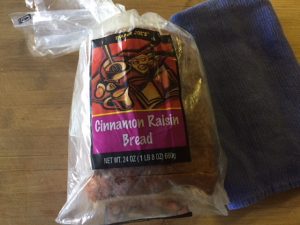 Cinnamon Raisin
Bread
NET WT. 24 OZ (1 LB 8 OZ) 680g